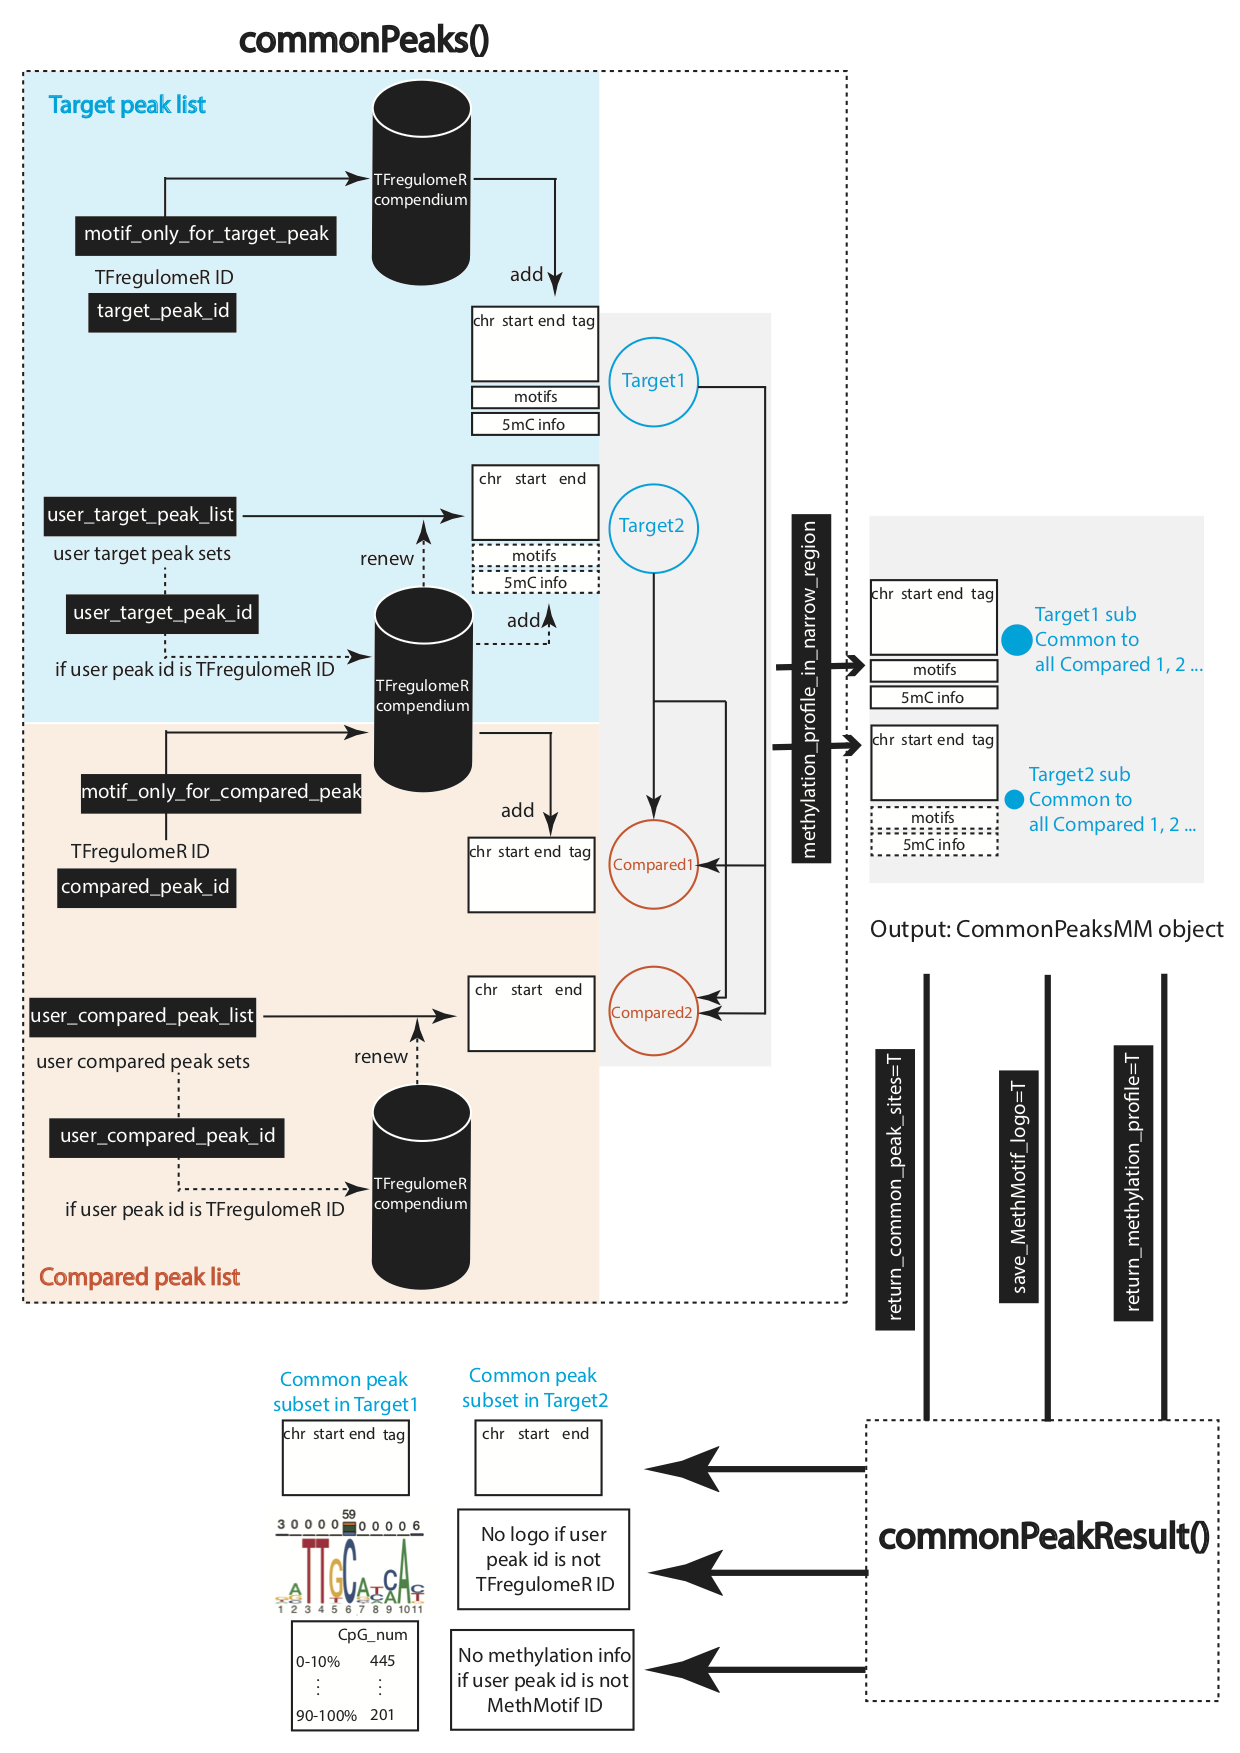 commonPeaks()
Target peak list
TFregulomeR
compendium
motif_only_for_target_peak
TFregulomeR ID
target_peak_id
add
chr start end tag
motifs
5mC info
Target1
chr start end
motifs
5mC info
Target2
user_target_peak_list
user target peak sets
renew
user_target_peak_id
add
if user peak id is TFregulomeR ID
TFregulomeR
compendium
motif_only_for_compared_peak
TFregulomeR ID
compared_peak_id
add
chr start end tag
Compared1
chr start end
Compared2
user_compared_peak_list
user compared peak sets
renew
user_compared_peak_id
if user peak id is TFregulomeR ID
TFregulomeR
compendium
Compared peak list
methylation_profile_in_narrow_region
chr start end tag
motifs
5mC info
Target1 sub
Common to
all Compared 1, 2 ...
chr start end tag
motifs
5mC info
Target2 sub
Common to
all Compared 1, 2 ...
Output: CommonPeaksMM object
return_common_peak_sites=T
save_MethMotif_logo=T
return_methylation_profile=T
commonPeakResult()
Common peak
subset in Target1
chr start end tag
Common peak
subset in Target2
chr start end
59
3 0 0 0 0 0 0 0 0 6
1 2 3 4 5 6 7 8 9 10 11
No logo if user
peak id is not
TFregulomeR ID
CpG_num
0-10% 445
90-100% 201
No methylation info
if user peak id is not
MethMotif ID